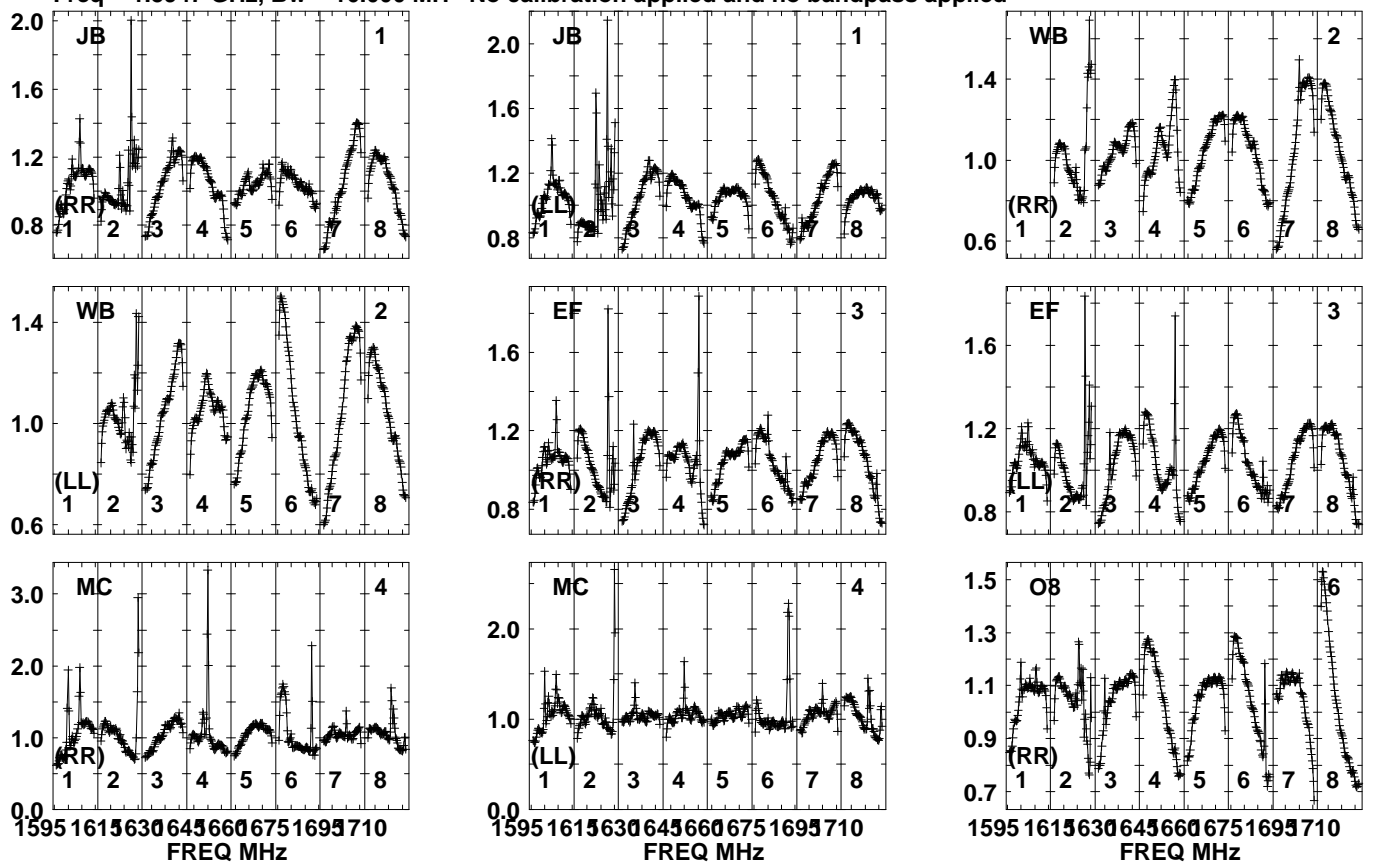 No calibration applied and no bandpass applied
2.0 JB 1
1.6
1.2
(RR)
0.8 1 2 3 4 5 6 7 8
2.0 JB 1
1.6
1.2
(LL)
0.8 1 2 3 4 5 6 7 8
WB 2
1.4
1.0
(RR)
0.6 1 2 3 4 5 6 7 8
1.4 WB 2
1.0
(LL)
0.6 1 2 3 4 5 6 7 8
EF 3
1.6
1.2
(RR)
0.8 1 2 3 4 5 6 7 8
EF 3
1.6
1.2
(LL)
0.8 1 2 3 4 5 6 7 8
3.0 MC 4
2.0
1.0
(RR)
1 2 3 4 5 6 7 8
0.0
1595 1615 1630 1645 1660 1675 1695 1710
FREQ MHz
MC 4
2.0
1.0
(LL)
1 2 3 4 5 6 7 8
0.0
1595 1615 1630 1645 1660 1675 1695 1710
FREQ MHz
1.5 O8 6
1.3
1.1
0.9
(RR)
0.7 1 2 3 4 5 6 7 8
1595 1615 1630 1645 1660 1675 1695 1710
FREQ MHz